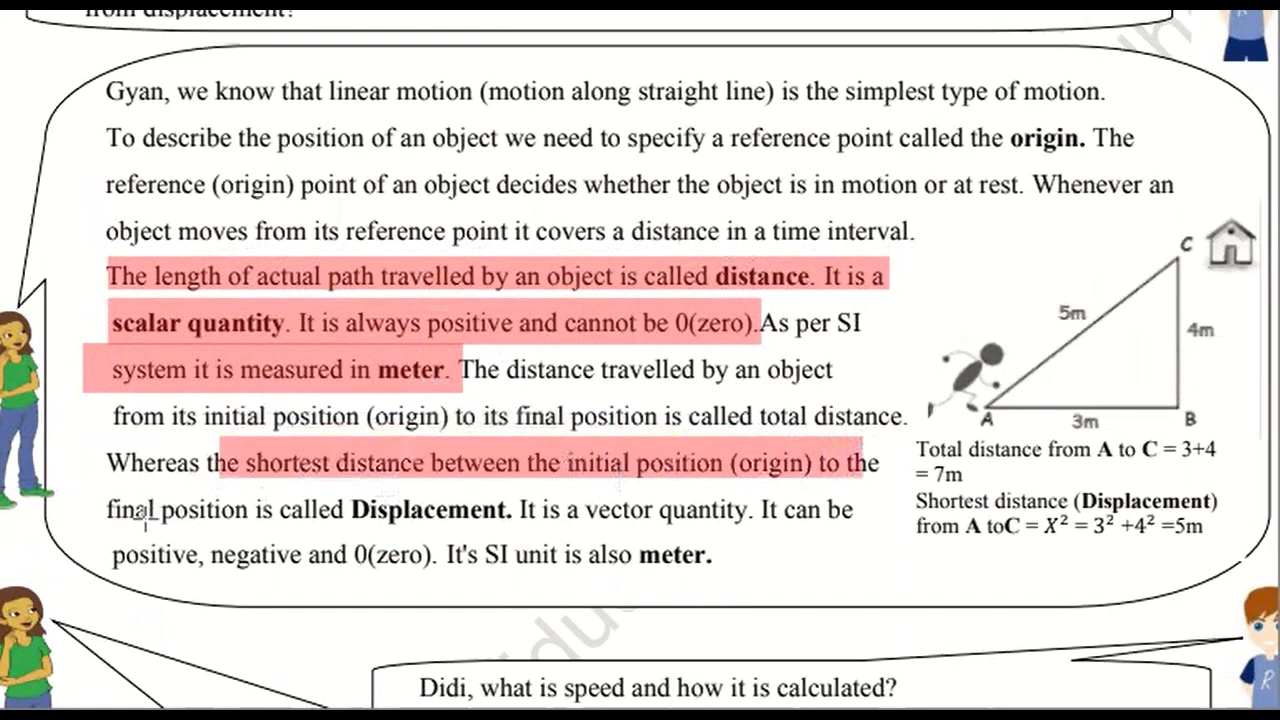 from displacement?
Gyan, we know that linear motion (motion along straight line) is the simplest type of motion.
To describe the position of an object we need to specify a reference point called the origin. The
reference (origin) point of an object decides whether the object is in motion or at rest. Whenever an
object moves from its reference point it covers a distance in a time interval.
The length of actual path travelled by an object is called distance. It is a
scalar quantity. It is always positive and cannot be 0(zero). As per SI
system it is measured in meter. The distance travelled by an object
from its initial position (origin) to its final position is called total distance.
Whereas the shortest distance between the initial position (origin) to the
final position is called Displacement. It is a vector quantity. It can be
positive, negative and 0(zero). It's SI unit is also meter.
C
5m
4m
A
3m
B
Total distance from A to C = 3+4
= 7m
Shortest distance (Displacement)
from A toC = X² = 3² +4² =5m
Didi, what is speed and how it is calculated?
R